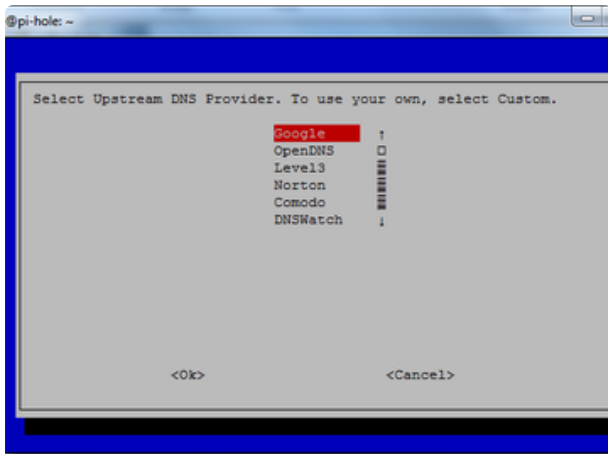 @pi-hole: ~
Select Upstream DNS Provider. To use your own, select Custom.
Google
OpenDNS
Level3
Norton
Comodo
DNSWatch
<Ok> <Cancel>